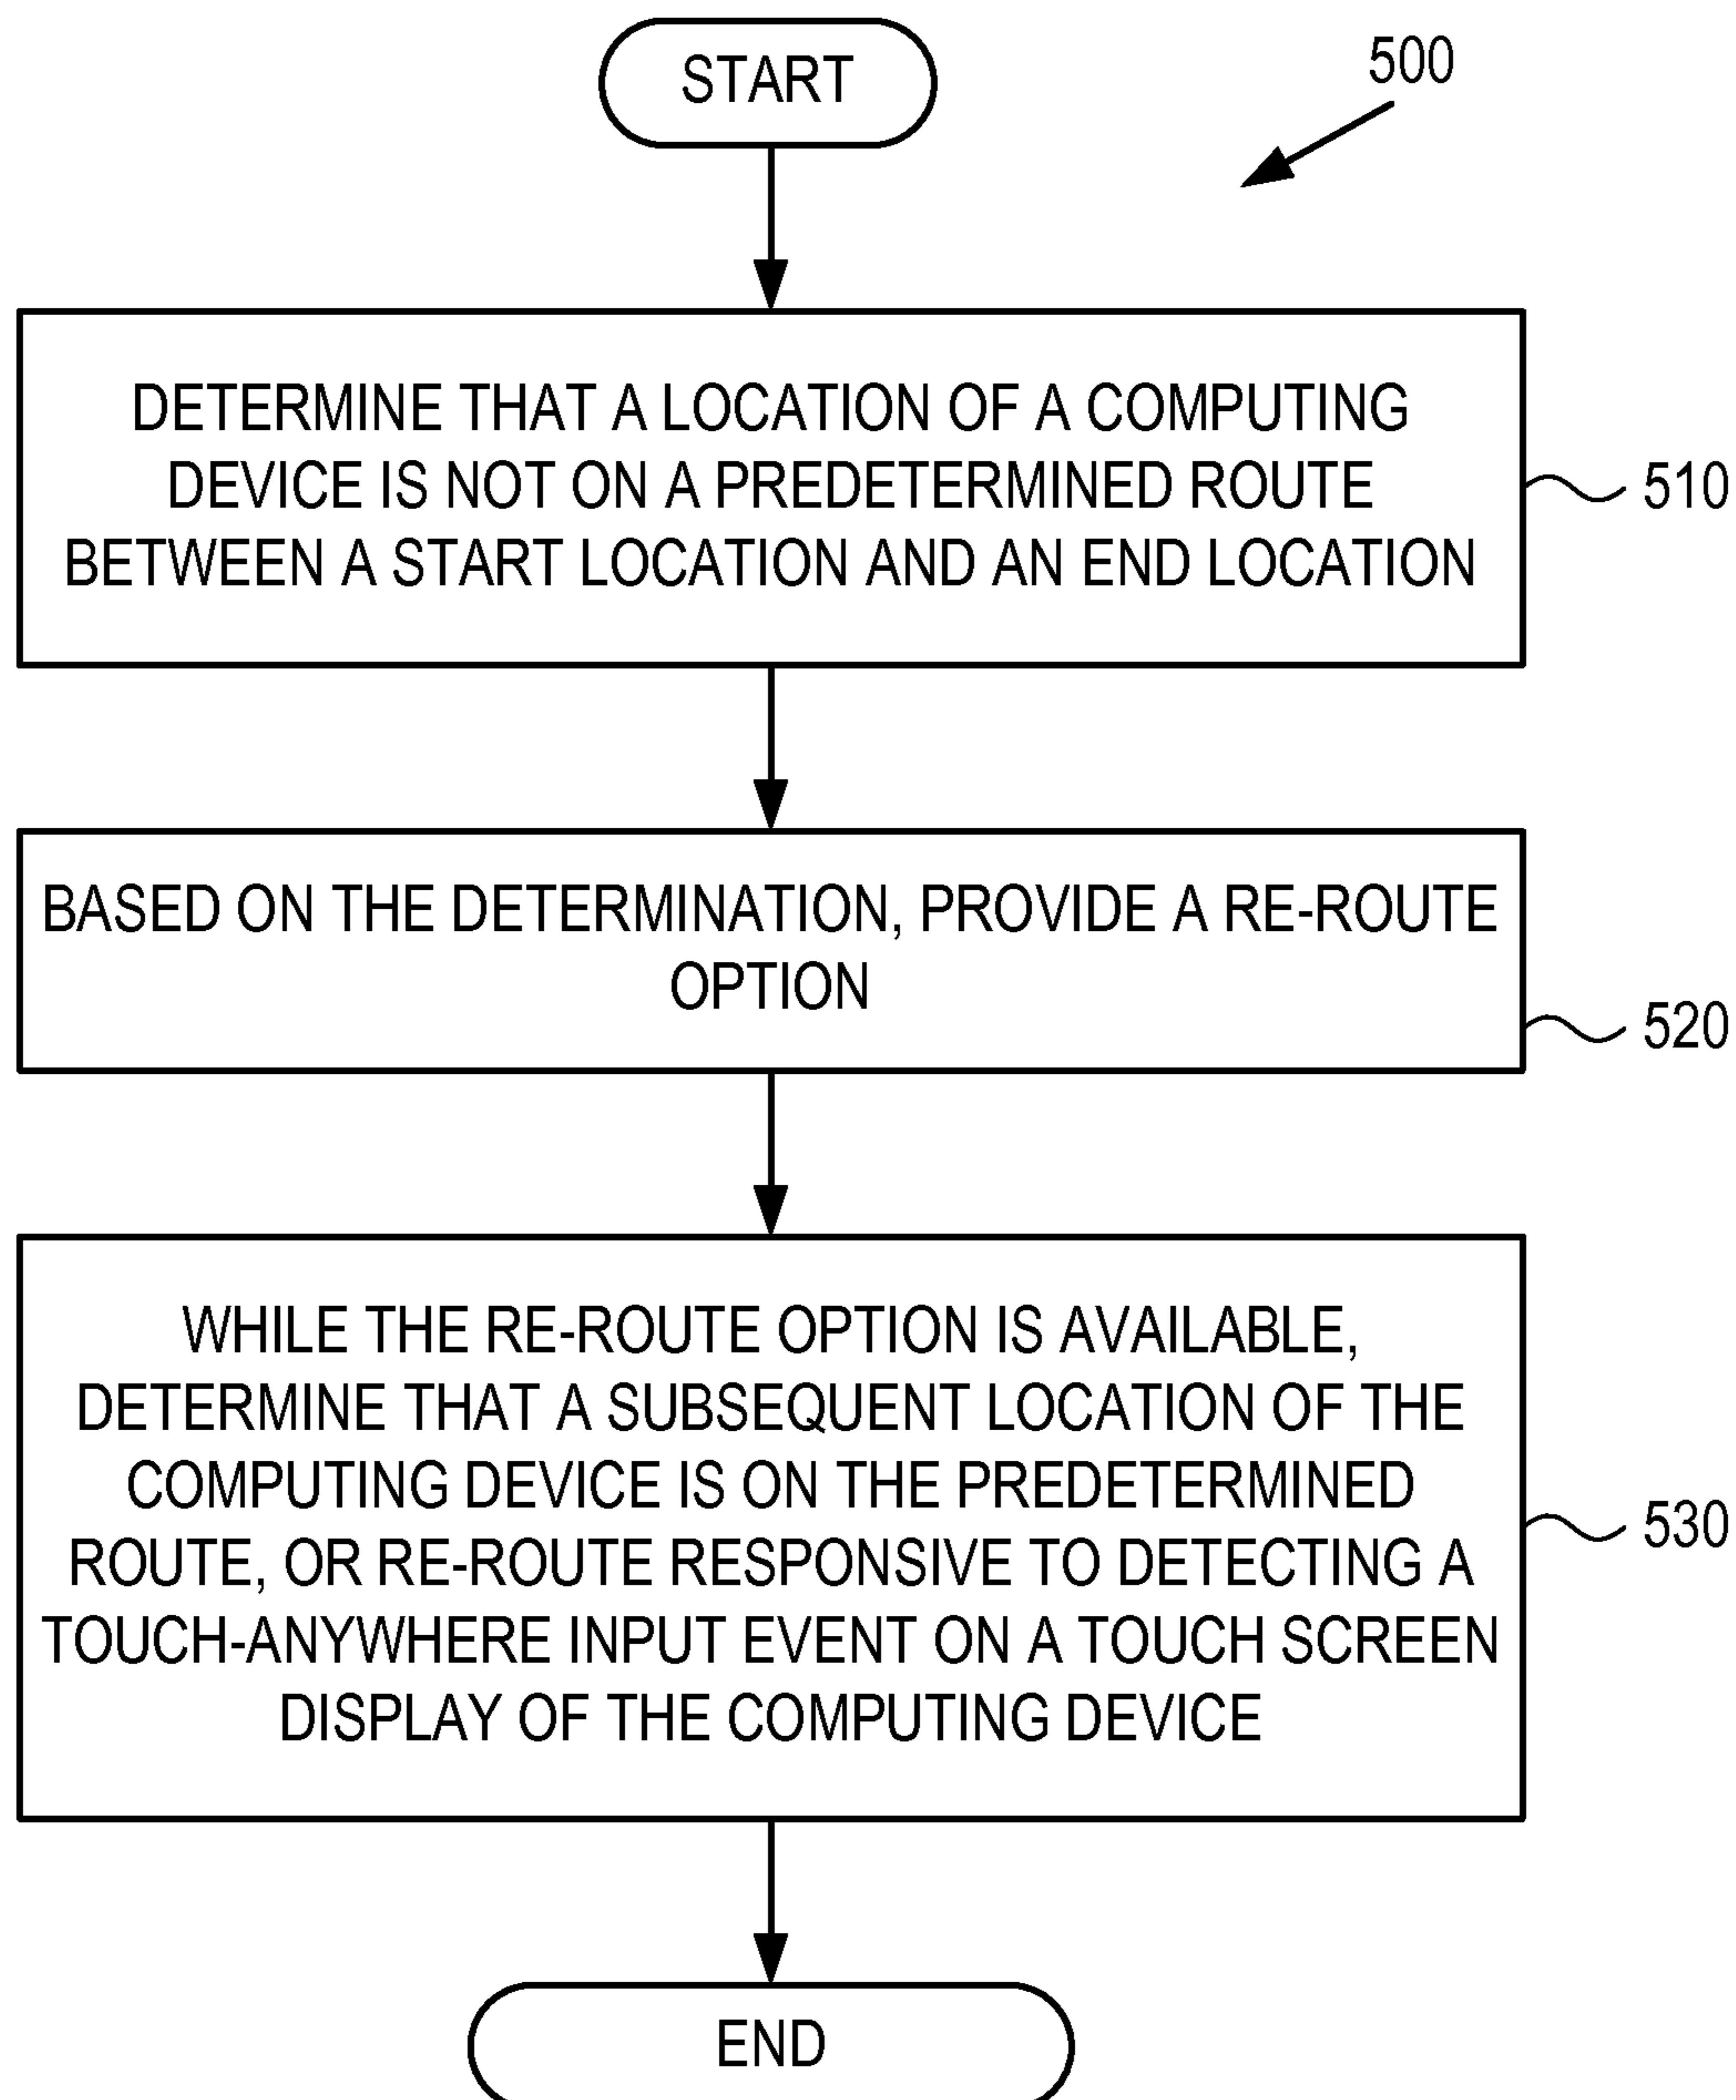 START
500
DETERMINE THAT A LOCATION OF A COMPUTING
DEVICE IS NOT ON A PREDETERMINED ROUTE
BETWEEN A START LOCATION AND AN END LOCATION
510
BASED ON THE DETERMINATION, PROVIDE A RE-ROUTE
OPTION
520
WHILE THE RE-ROUTE OPTION IS AVAILABLE,
DETERMINE THAT A SUBSEQUENT LOCATION OF THE
COMPUTING DEVICE IS ON THE PREDETERMINED
ROUTE, OR RE-ROUTE RESPONSIVE TO DETECTING A
TOUCH-ANYWHERE INPUT EVENT ON A TOUCH SCREEN
DISPLAY OF THE COMPUTING DEVICE
530
END